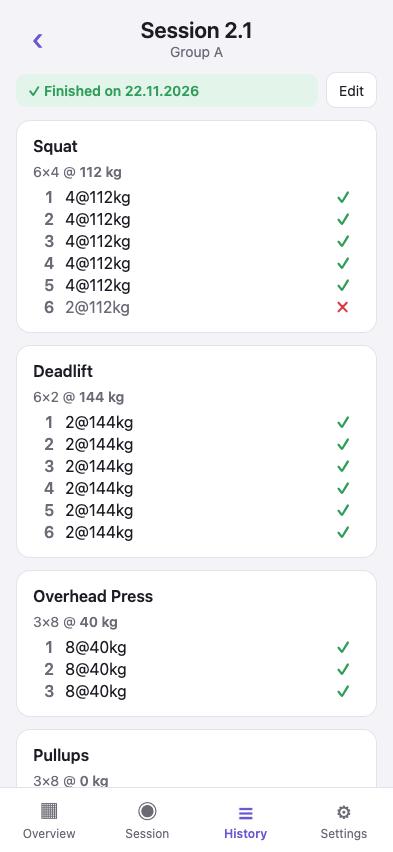 Session 2.1
Group A
✓ Finished on 22.11.2026
Edit
Squat
6×4 @ 112 kg
1 4@112kg ✓
2 4@112kg ✓
3 4@112kg ✓
4 4@112kg ✓
5 4@112kg ✓
6 2@112kg ✕
Deadlift
6×2 @ 144 kg
1 2@144kg ✓
2 2@144kg ✓
3 2@144kg ✓
4 2@144kg ✓
5 2@144kg ✓
6 2@144kg ✓
Overhead Press
3×8 @ 40 kg
1 8@40kg ✓
2 8@40kg ✓
3 8@40kg ✓
Pullups
3×8 @ 0 kg
Overview Session History Settings